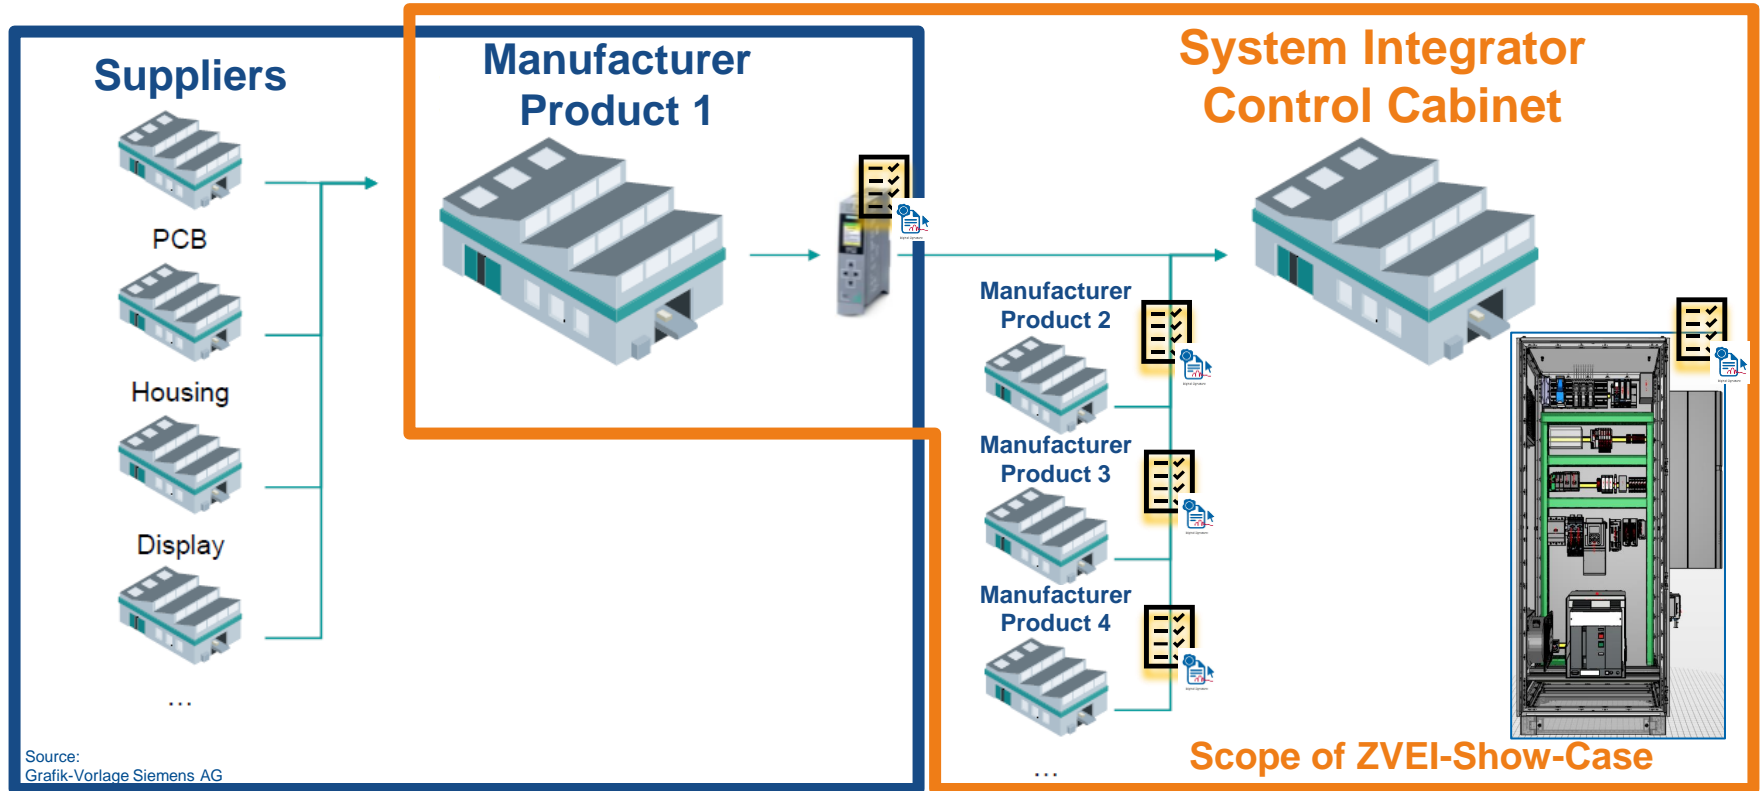 Suppliers
Manufacturer
Product 1
System Integrator
Control Cabinet
PCB
Housing
Display
...
Manufacturer
Product 2
Manufacturer
Product 3
Manufacturer
Product 4
...
Scope of ZVEI-Show-Case
Source:
Grafik-Vorlage Siemens AG